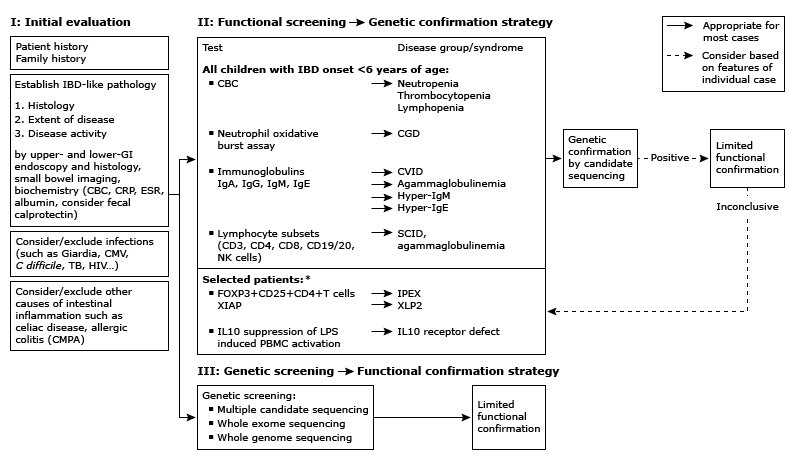 I: Initial evaluation
Patient history
Family history
Establish IBD-like pathology
1. Histology
2. Extent of disease
3. Disease activity
by upper- and lower-GI
endoscopy and histology,
small bowel imaging,
biochemistry (CBC, CRP, ESR,
albumin, consider fecal
calprotectin)
Consider/exclude infections
(such as Giardia, CMV,
C difficile, TB, HIV...)
Consider/exclude other
causes of intestinal
inflammation such as
celiac disease, allergic
colitis (CMPA)
II: Functional screening → Genetic confirmation strategy
Test Disease group/syndrome
All children with IBD onset <6 years of age:
▪ CBC → Neutropenia
Thrombocytopenia
Lymphopenia
▪ Neutrophil oxidative → CGD
burst assay
▪ Immunoglobulins → CVID
IgA, IgG, IgM, IgE → Agammaglobulinemia
→ Hyper-IgM
→ Hyper-IgE
▪ Lymphocyte subsets → SCID,
(CD3, CD4, CD8, CD19/20, agammaglobulinemia
NK cells)
Selected patients:*
▪ FOXP3+CD25+CD4+T cells → IPEX
XIAP → XLP2
▪ IL10 suppression of LPS → IL10 receptor defect
induced PBMC activation
Genetic
confirmation
by candidate
sequencing
Positive
Limited
functional
confirmation
Inconclusive
III: Genetic screening → Functional confirmation strategy
Genetic screening:
▪ Multiple candidate sequencing
▪ Whole exome sequencing
▪ Whole genome sequencing
Limited
functional
confirmation
Appropriate for
most cases
Consider based
on features of
individual case